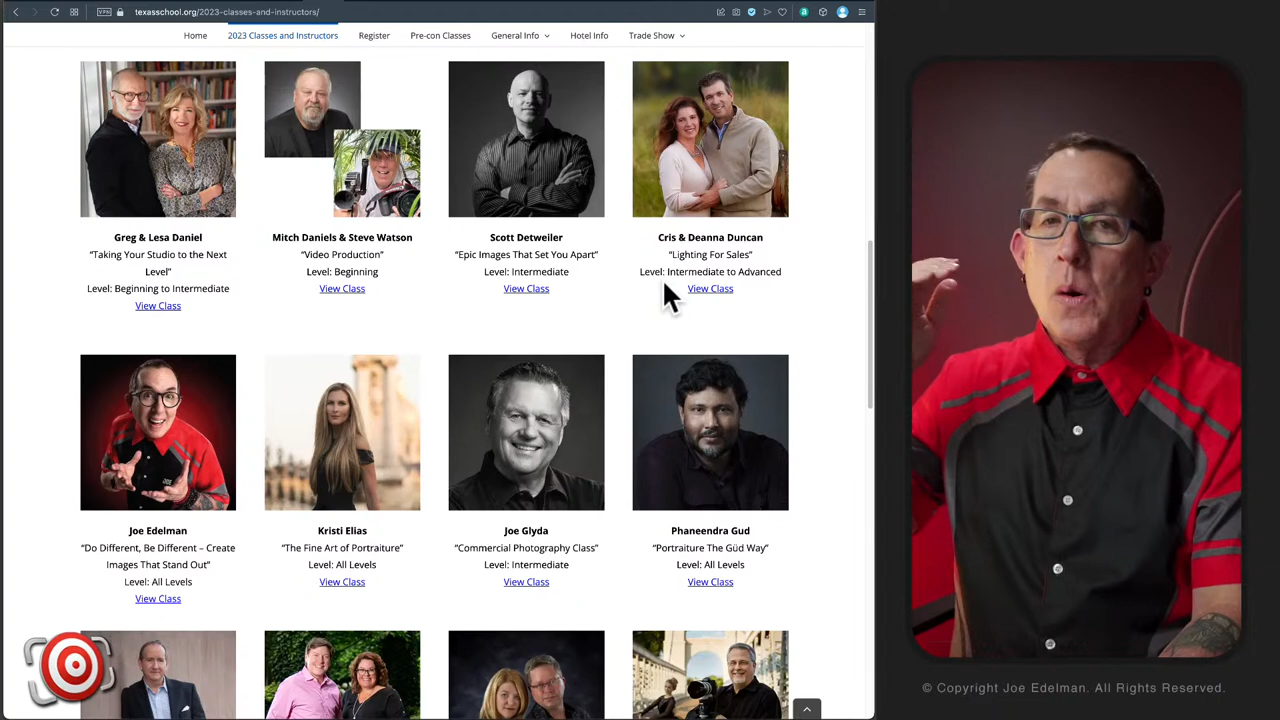 VPN
texasschool.org/2023-classes-and-instructors/
Home
2023 Classes and Instructors
Register
Pre-con Classes
General Info
Hotel Info
Trade Show
Greg & Lesa Daniel
“Taking Your Studio to the Next
Level”
Level: Beginning to Intermediate
View Class
Mitch Daniels & Steve Watson
“Video Production”
Level: Beginning
View Class
Scott Detweiler
“Epic Images That Set You Apart”
Level: Intermediate
View Class
Cris & Deanna Duncan
“Lighting For Sales”
Level: Intermediate to Advanced
View Class
Joe Edelman
“Do Different, Be Different – Create
Images That Stand Out”
Level: All Levels
View Class
Kristi Elias
“The Fine Art of Portraiture”
Level: All Levels
View Class
Joe Glyda
“Commercial Photography Class”
Level: Intermediate
View Class
Phaneendra Gud
“Portraiture The Güd Way”
Level: All Levels
View Class
© Copyright Joe Edelman. All Rights Reserved.